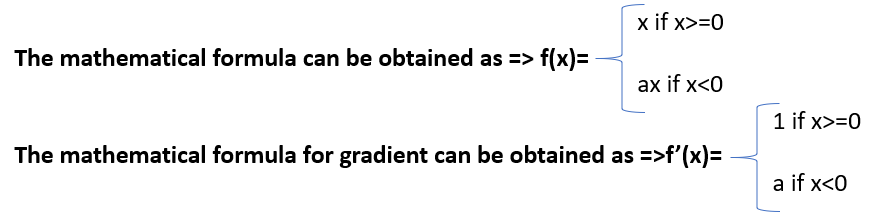 x if x>=0
The mathematical formula can be obtained as => f(x)=
ax if x<0
1 if x>=0
The mathematical formula for gradient can be obtained as =>f’(x)=
a if x<0